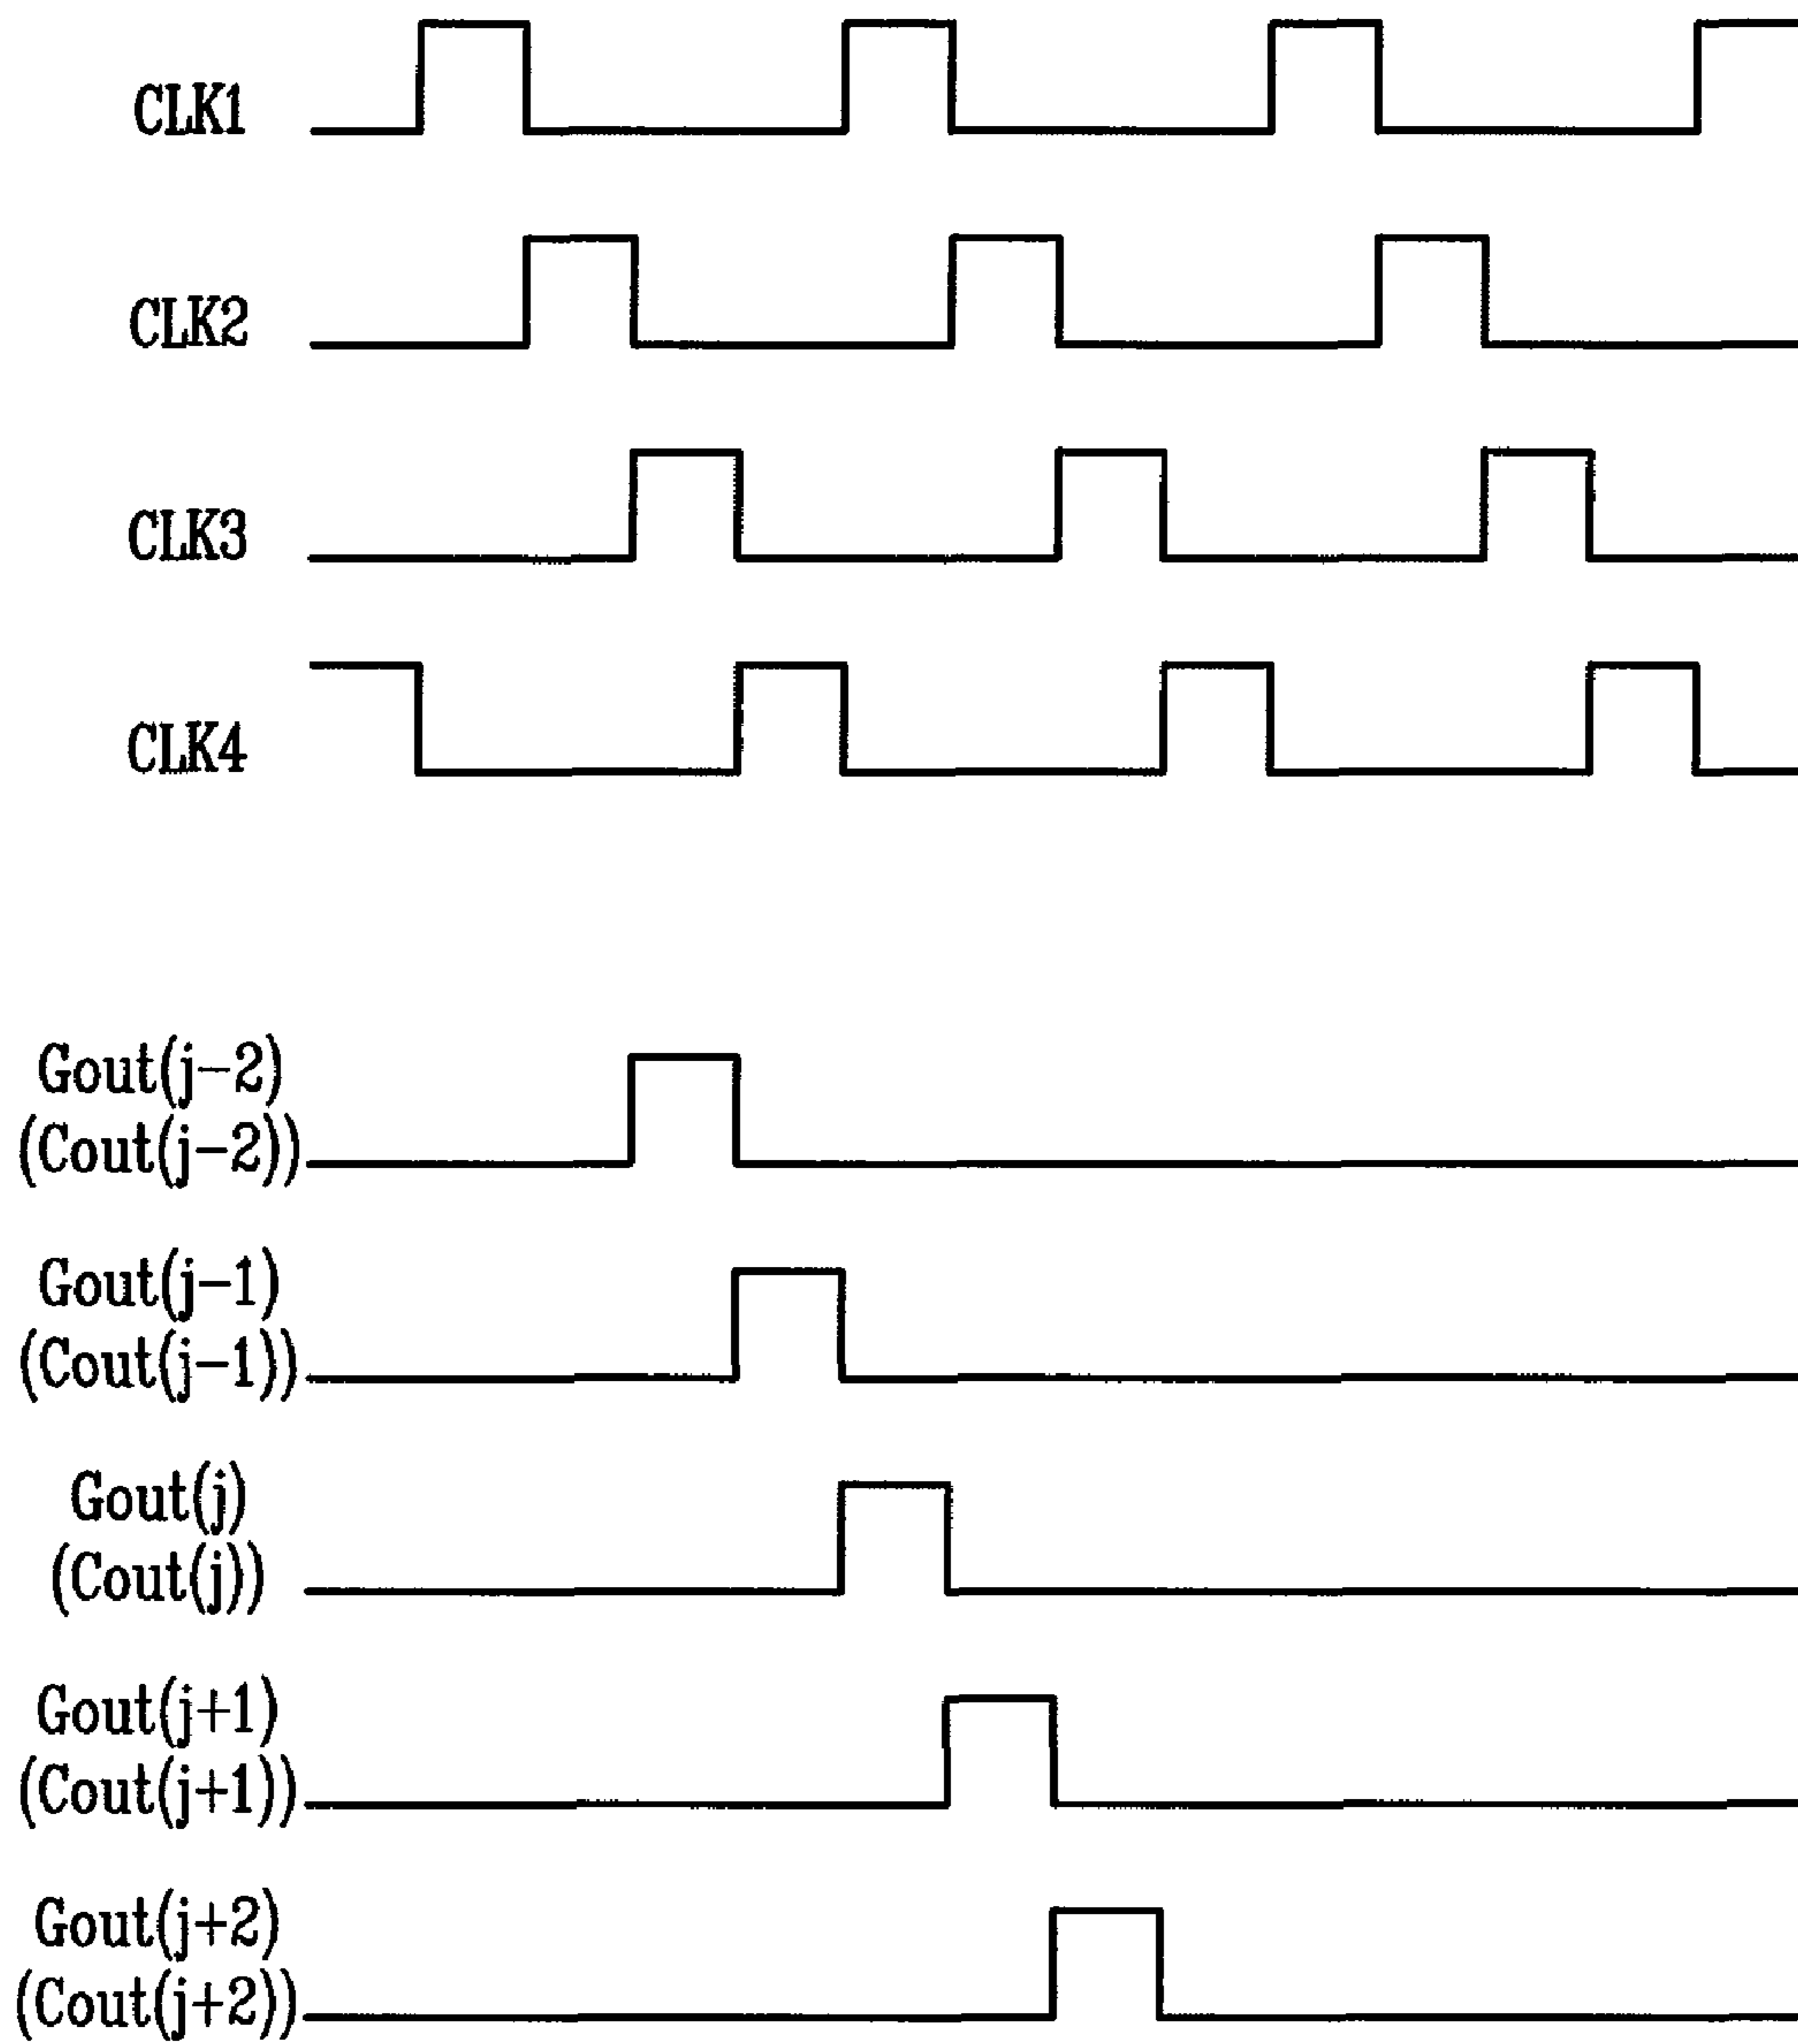 CLK1
CLK2
CLK3
CLK4
Gout(j-2)
(Cout(j-2))
Gout(j-1)
(Cout(j-1))
Gout(j)
(Cout(j))
Gout(j+1)
(Cout(j+1))
Gout(j+2)
(Cout(j+2))